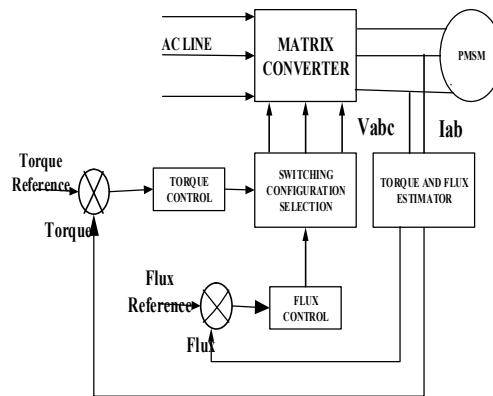 AC LINE
MATRIX
CONVERTER
PMSM
Vabc
Iab
Torque
Reference
TORQUE
CONTROL
SWITCHING
CONFIGURATION
SELECTION
TORQUE AND FLUX
ESTIMATOR
Torque
Flux
Reference
FLUX
CONTROL
Flux